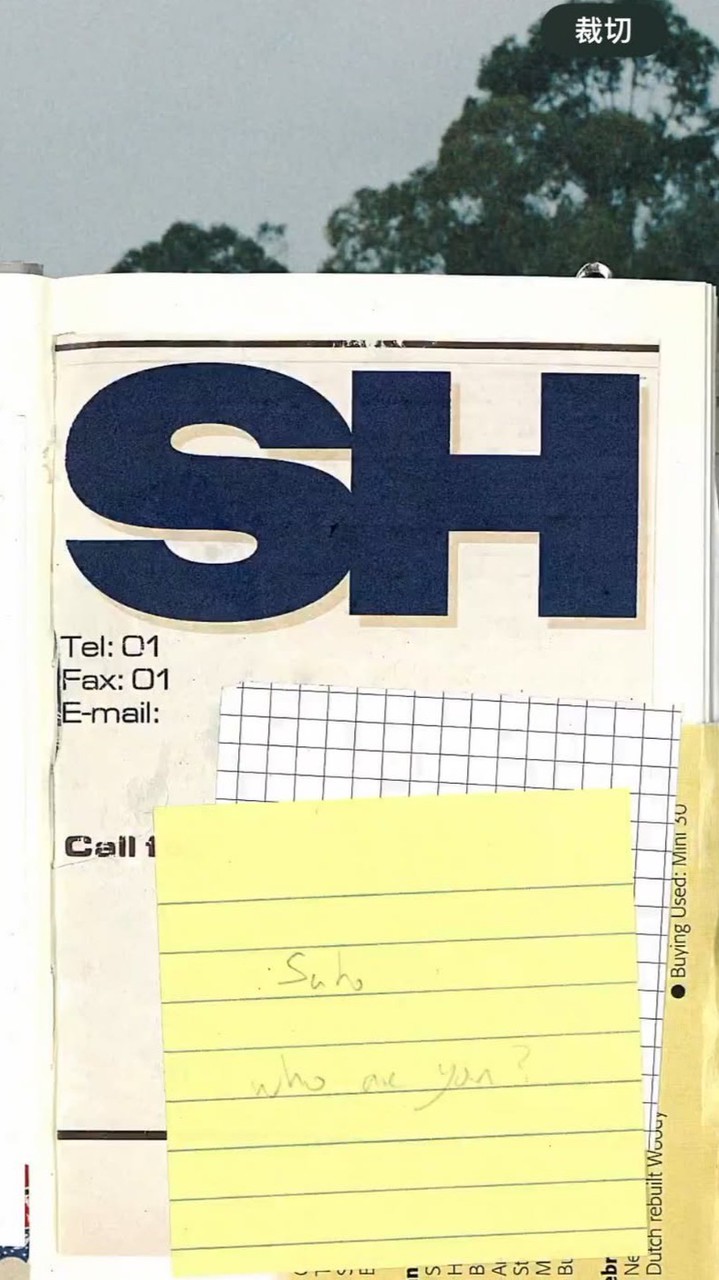 裁切
SH
Tel: 01
Fax: 01
E-mail:
Call f
Suho
who are you?
● Buying Used: Mini 30
Dutch rebuilt Woody